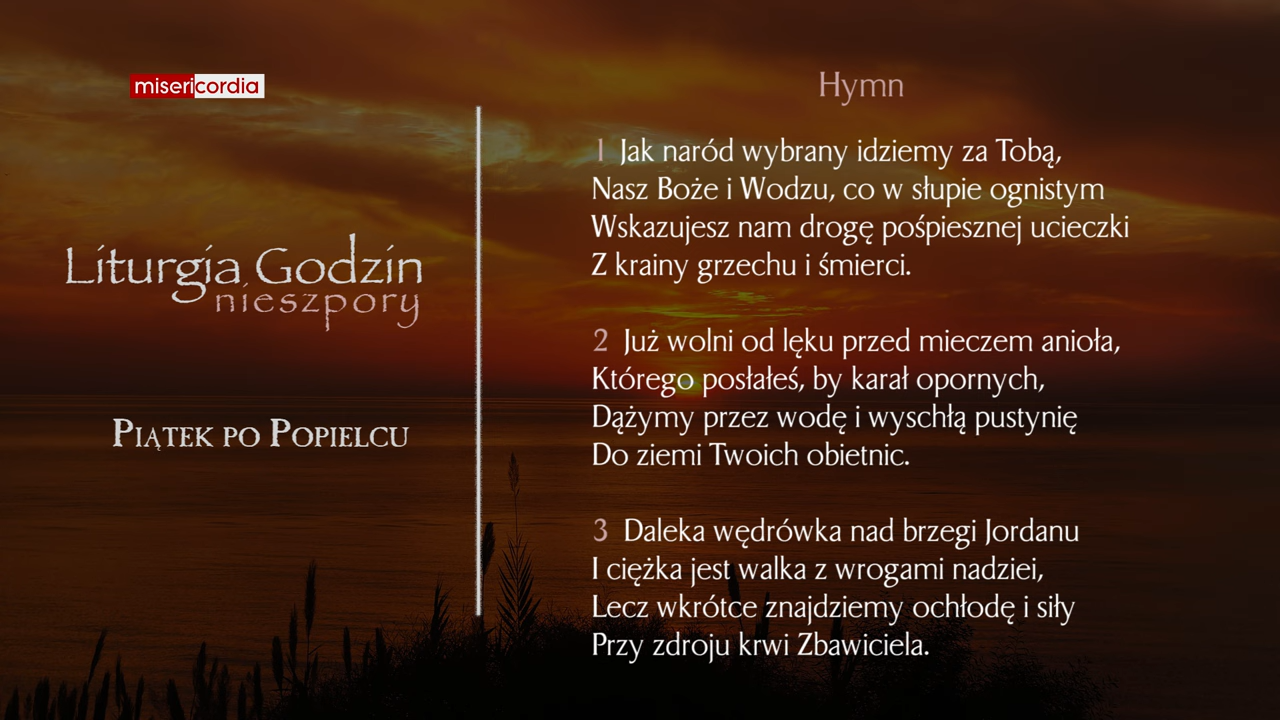 misericordia
Liturgia Godzin
nieszpory
Piątek po Popielcu
Hymn
1 Jak naród wybrany idziemy za Tobą,
Nasz Boże i Wodzu, co w słupie ognistym
Wskazujesz nam drogę pośpiesznej ucieczki
Z krainy grzechu i śmierci.
2 Już wolni od lęku przed mieczem anioła,
Którego posłałeś, by karał opornych,
Dążymy przez wodę i wyschłą pustynię
Do ziemi Twoich obietnic.
3 Daleka wędrówka nad brzegi Jordanu
I ciężka jest walka z wrogami nadziei,
Lecz wkrótce znajdziemy ochłodę i siły
Przy zdroju krwi Zbawiciela.